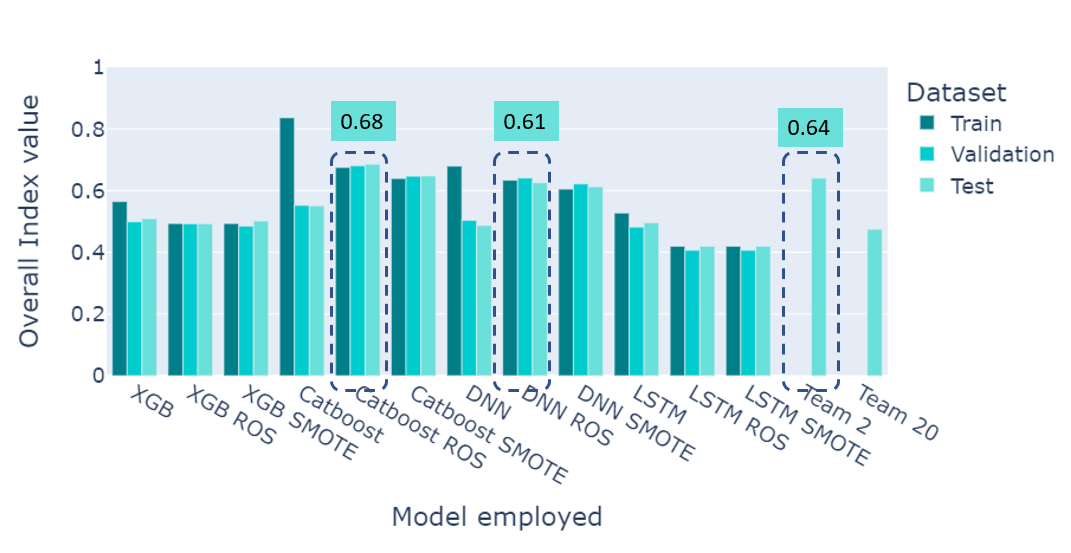 Overall Index value
1
0.8
0.6
0.4
0.2
0
0.68
0.61
0.64
Dataset
Train
Validation
Test
XGB
XGB ROS
XGB SMOTE
Catboost
Catboost ROS
Catboost SMOTE
DNN
DNN ROS
DNN SMOTE
LSTM
LSTM ROS
LSTM SMOTE
Team 2
Team 20
Model employed